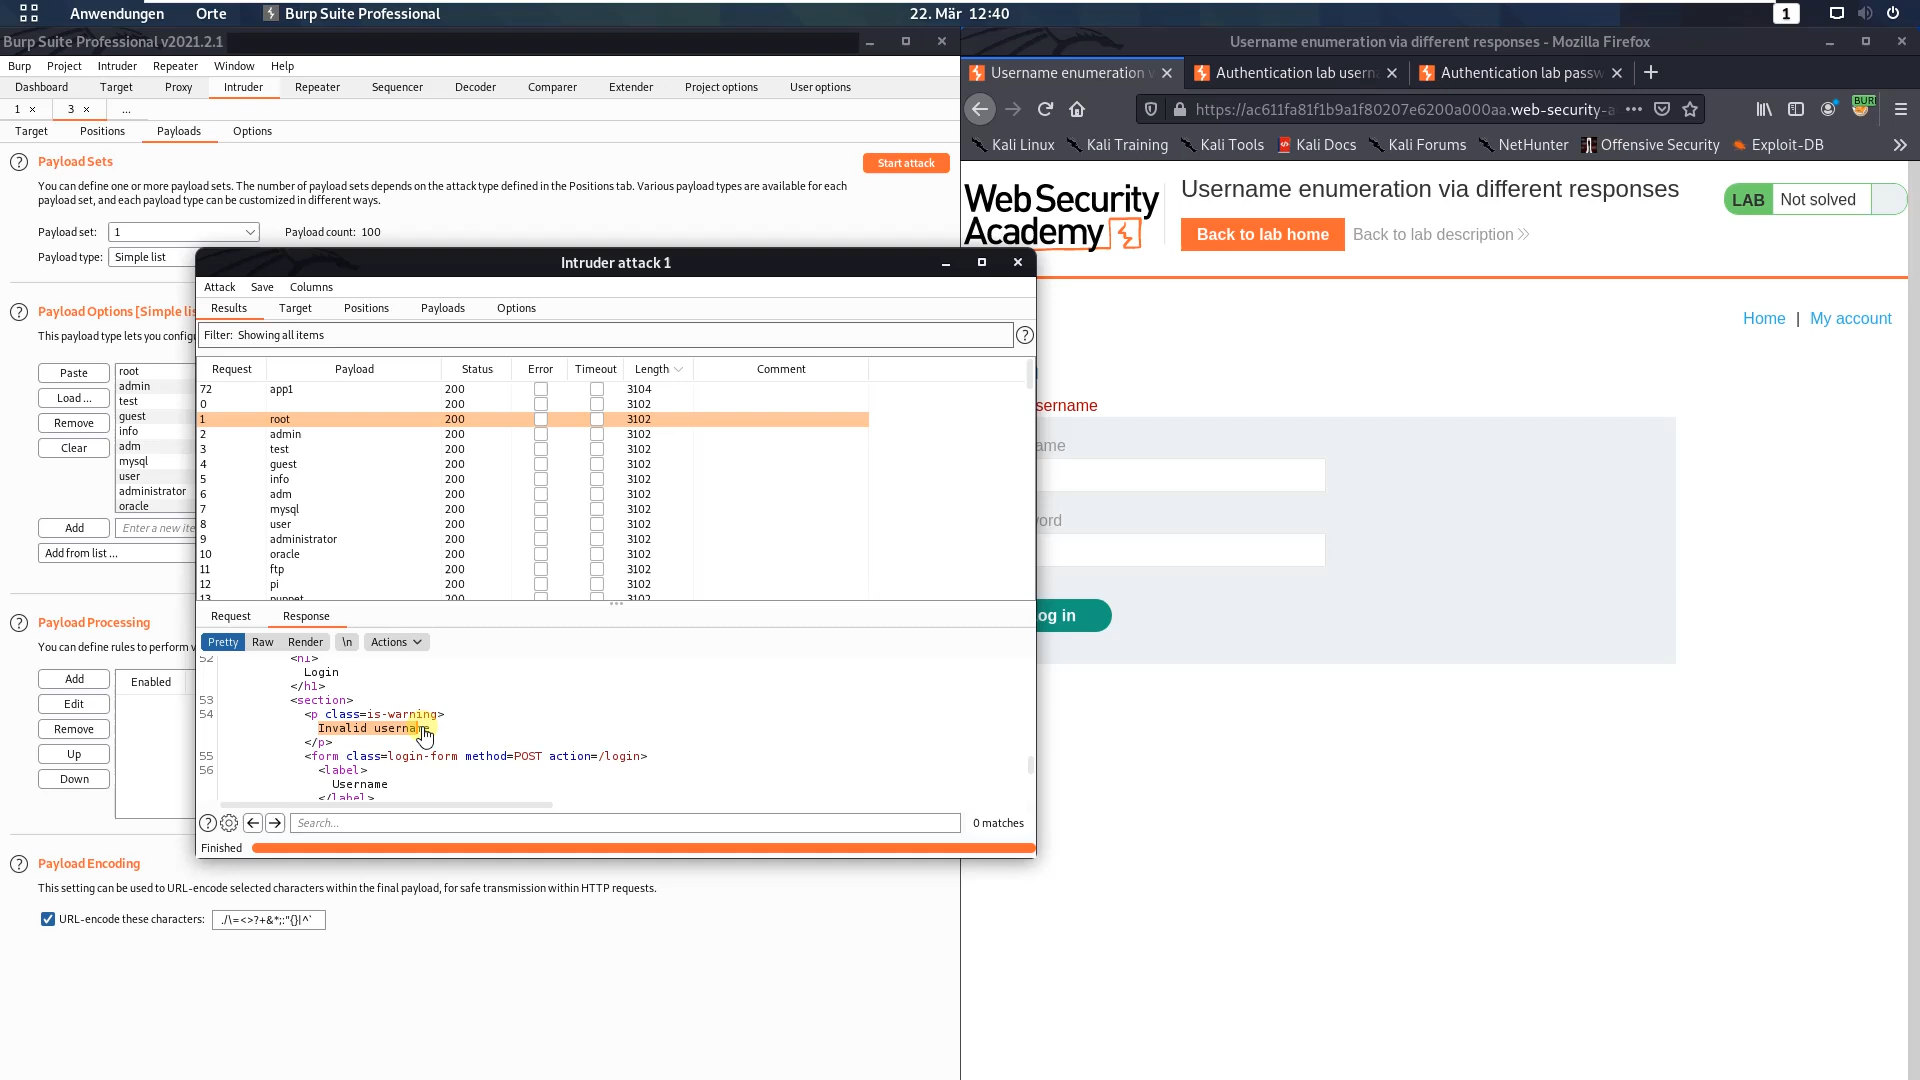 Anwendungen Orte Burp Suite Professional 22. Mär 12:40 1
Burp Suite Professional v2021.2.1
Burp Project Intruder Repeater Window Help
Dashboard Target Proxy Intruder Repeater Sequencer Decoder Comparer Extender Project options User options
1 × 3 × ...
Target Positions Payloads Options
? Payload Sets
Start attack
You can define one or more payload sets. The number of payload sets depends on the attack type defined in the Positions tab. Various payload types are available for each
payload set, and each payload type can be customized in different ways.
Payload set: 1 Payload count: 100
Payload type: Simple list
? Payload Options [Simple lis
This payload type lets you configu
Paste
Load ...
Remove
Clear
root
admin
test
guest
info
adm
mysql
user
administrator
oracle
Add Enter a new ite
Add from list ...
? Payload Processing
You can define rules to perform v
Add
Edit
Remove
Up
Down
Enabled
? Payload Encoding
This setting can be used to URL-encode selected characters within the final payload, for safe transmission within HTTP requests.
URL-encode these characters: ./\=<>?+&*;:"{}|^`
Intruder attack 1
Attack Save Columns
Results Target Positions Payloads Options
Filter: Showing all items ?
Request Payload Status Error Timeout Length Comment
72 app1 200 3104
0 200 3102
1 root 200 3102
2 admin 200 3102
3 test 200 3102
4 guest 200 3102
5 info 200 3102
6 adm 200 3102
7 mysql 200 3102
8 user 200 3102
9 administrator 200 3102
10 oracle 200 3102
11 ftp 200 3102
12 pi 200 3102
13 puppet 200 3102
Request Response
Pretty Raw Render \n Actions
52 <h1>
Login
</h1>
53 <section>
54 <p class=is-warning>
Invalid username
</p>
55 <form class=login-form method=POST action=/login>
56 <label>
Username
</label>
? Search... 0 matches
Finished
Username enumeration via different responses - Mozilla Firefox
Username enumeration v Authentication lab usern Authentication lab passw
https://ac611fa81f1b9a1f80207e6200a000aa.web-security-a
BURI
Kali Linux Kali Training Kali Tools Kali Docs Kali Forums NetHunter Offensive Security Exploit-DB
Web Security
Academy
Username enumeration via different responses
Back to lab home Back to lab description
LAB Not solved
Home | My account
sername
ame
word
og in